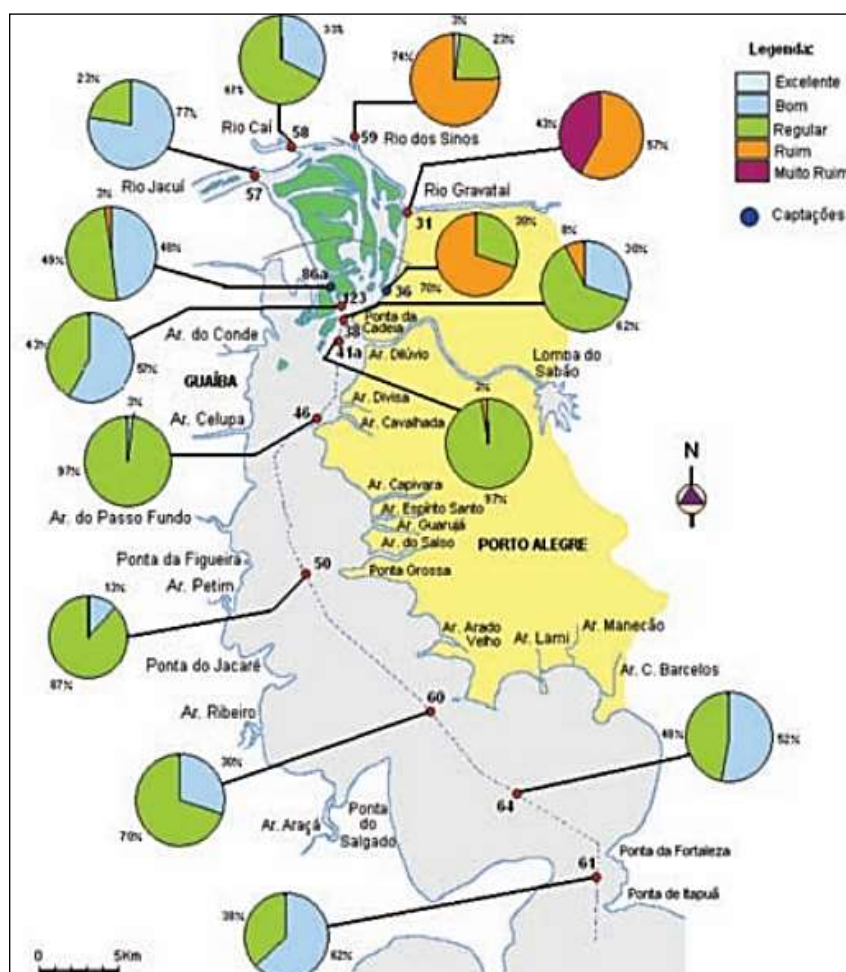 Legenda:
Excelente
Bom
Regular
Ruim
Muito Ruim
Captações
33%
67%
58
Rio Caí
3%
23%
74%
59
Rio dos Sinos
23%
77%
57
Rio Jacuí
43%
57%
31
Rio Gravataí
3%
49%
48%
86a
30%
70%
36
8%
30%
62%
38
Ponta da
Cadeia
43%
57%
123
Ar. do Conde
41a
Ar. Dilúvio
3%
97%
Lomba do
Sabão
GUAÍBA
Ar. Celupa
46
3%
97%
Ar. Divisa
Ar. Cavalhada
Ar. do Passo Fundo
Ar. Capivara
Ar. Espírito Santo
Ar. Guarujá
Ar. do Salso
Ponta Grossa
PORTO ALEGRE
N
Ponta da Figueira
Ar. Petim
50
13%
87%
Ponta do Jacaré
Ar. Arado
Velho
Ar. Lami
Ar. Manecão
Ar. C. Barcelos
Ar. Ribeiro
60
30%
70%
48%
52%
64
Ar. Araçá
Ponta
do
Salgado
61
Ponta da Fortaleza
Ponta de Itapuã
38%
62%
0
5Km